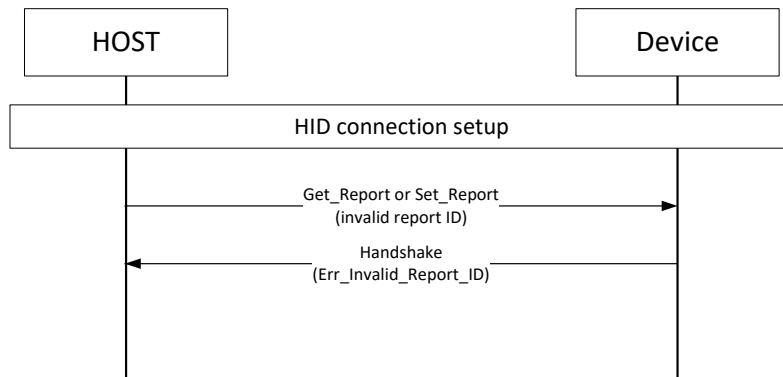 HOST
Device
HID connection setup
Get_Report or Set_Report
(invalid report ID)
Handshake
(Err_Invalid_Report_ID)